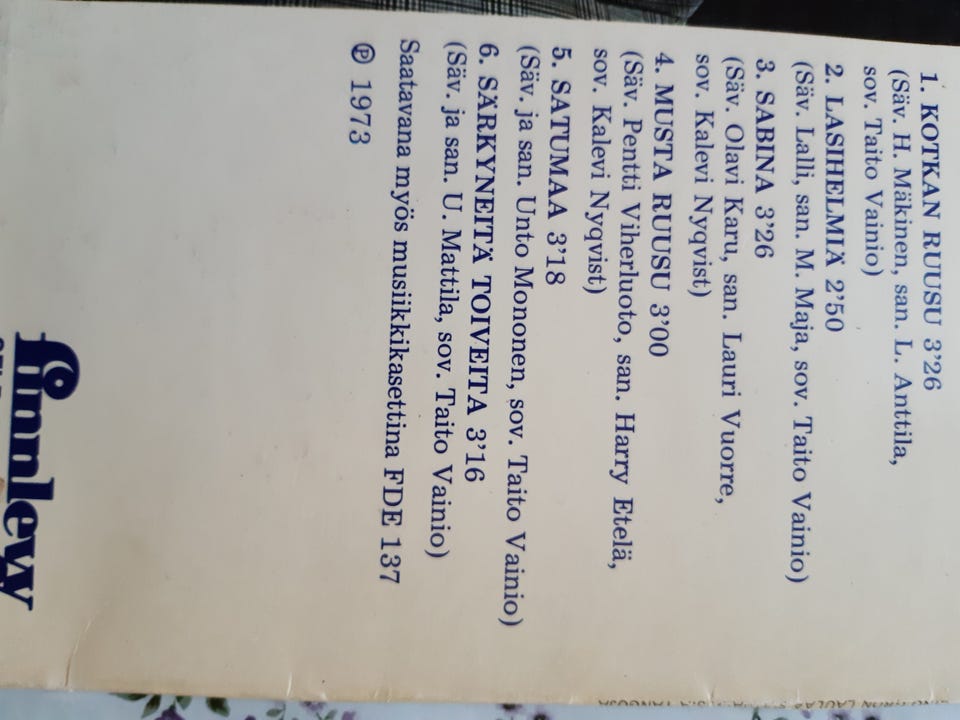 1. KOTKAN RUUSU 3’26
(Säv. H. Mäkinen, san. L. Anttila,
sov. Taito Vainio)
2. LASIHELMIÄ 2’50
(Säv. Lalli, san. M. Maja, sov. Taito Vainio)
3. SABINA 3’26
(Säv. Olavi Karu, san. Lauri Vuorre,
sov. Kalevi Nyqvist)
4. MUSTA RUUSU 3’00
(Säv. Pentti Viherluoto, san. Harry Etelä,
sov. Kalevi Nyqvist)
5. SATUMAA 3’18
(Säv. ja san. Unto Mononen, sov. Taito Vainio)
6. SÄRKYNEITÄ TOIVEITA 3’16
(Säv. ja san. U. Mattila, sov. Taito Vainio)
Saatavana myös musiikkikasettina FDE 137
℗ 1973
finnlevy